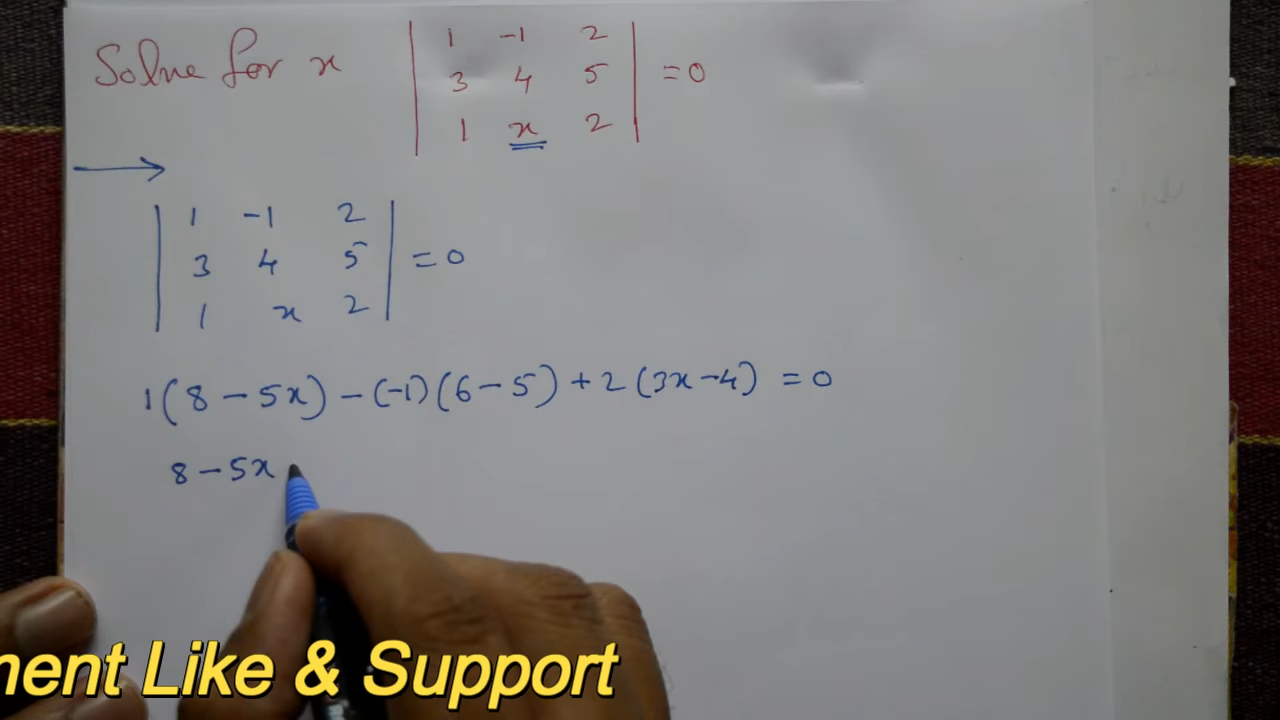 Solve for x | 1 -1 2 |
| 3 4 5 | = 0
| 1 x 2 |
| 1 -1 2 |
| 3 4 5 | = 0
| 1 x 2 |
1(8 - 5x) - (-1)(6 - 5) + 2(3x - 4) = 0
8 - 5x
ment Like & Support